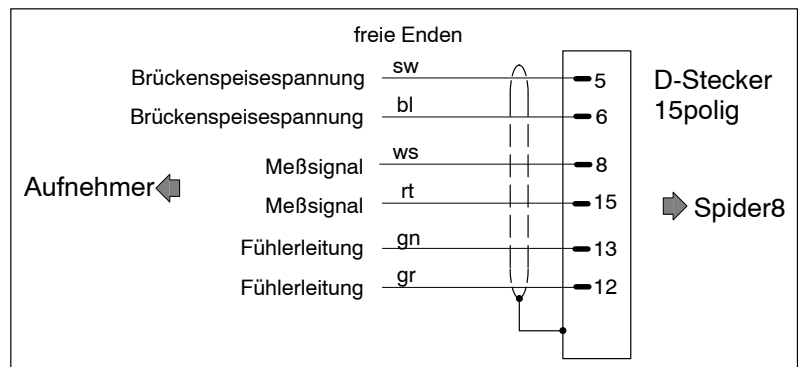 freie Enden
Brückenspeisespannung sw 5 D-Stecker
Brückenspeisespannung bl 6 15polig
Meßsignal ws 8
Aufnehmer
Meßsignal rt 15 Spider8
Fühlerleitung gn 13
Fühlerleitung gr 12